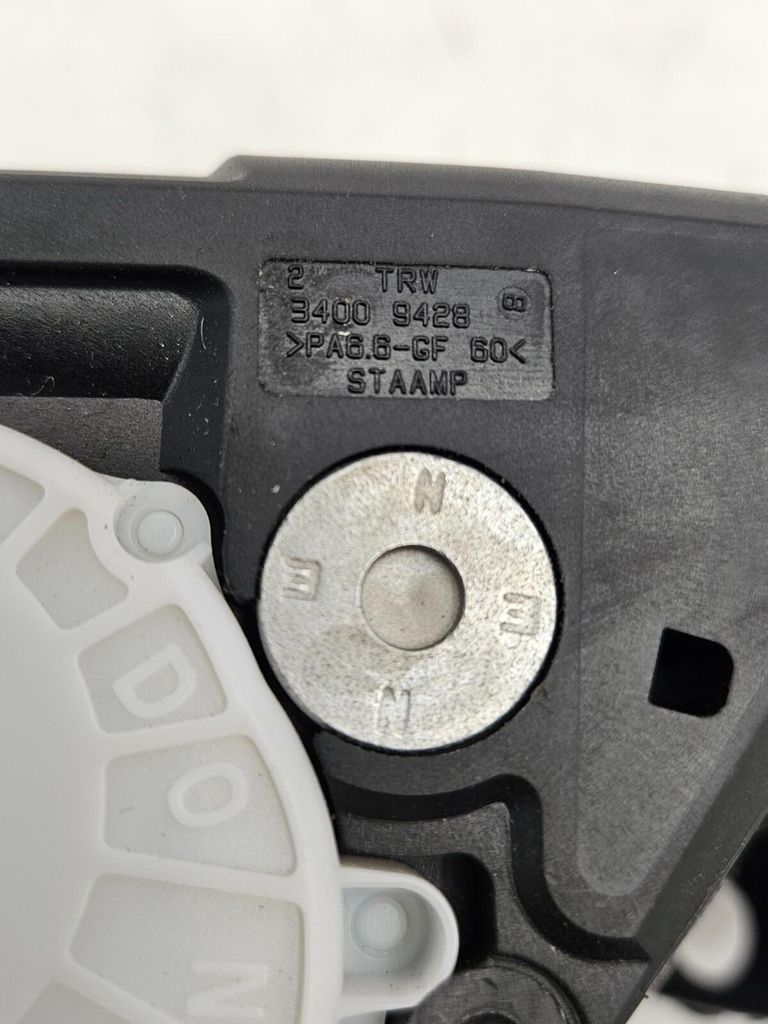 2 TRW B
3400 9428
>PA6.6-GF 60<
STAAMP
N
E
E
N
D
O
N